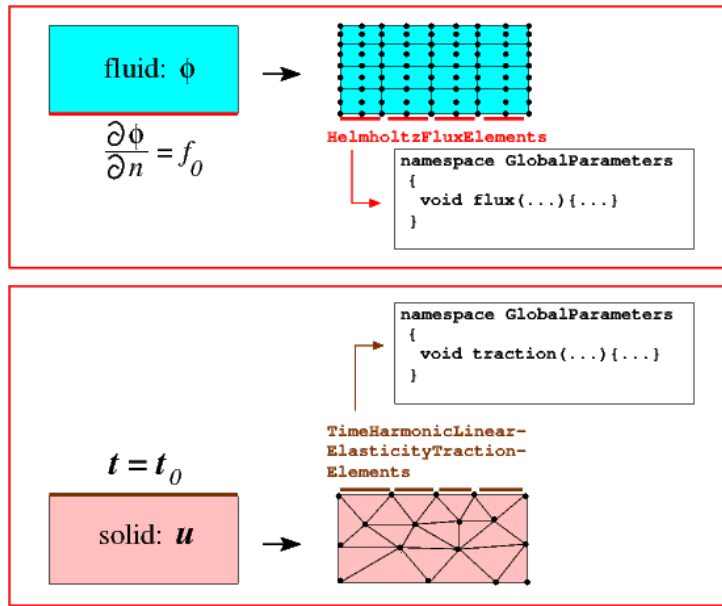 fluid: ϕ
∂ϕ/∂n = f₀
HelmholtzFluxElements
namespace GlobalParameters
{
void flux(...){...}
}
namespace GlobalParameters
{
void traction(...){...}
}
TimeHarmonicLinear-
ElasticityTraction-
Elements
t = t₀
solid: u